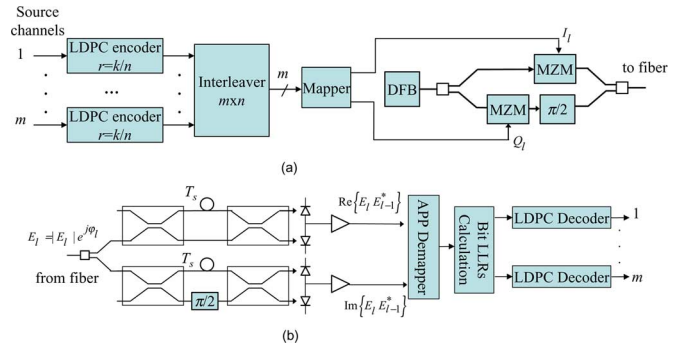 Source
channels
1
LDPC encoder
r=k/n
...
m
LDPC encoder
r=k/n
Interleaver
mxn
m
Mapper
I_l
DFB
MZM
MZM
π/2
Q_l
to fiber
(a)
E_l =|E_l| e^{jφ_l}
from fiber
T_s
T_s
π/2
Re{E_l E*_{l-1}}
Im{E_l E*_{l-1}}
APP Demapper
Bit LLRs
Calculation
LDPC Decoder
1
LDPC Decoder
m
(b)